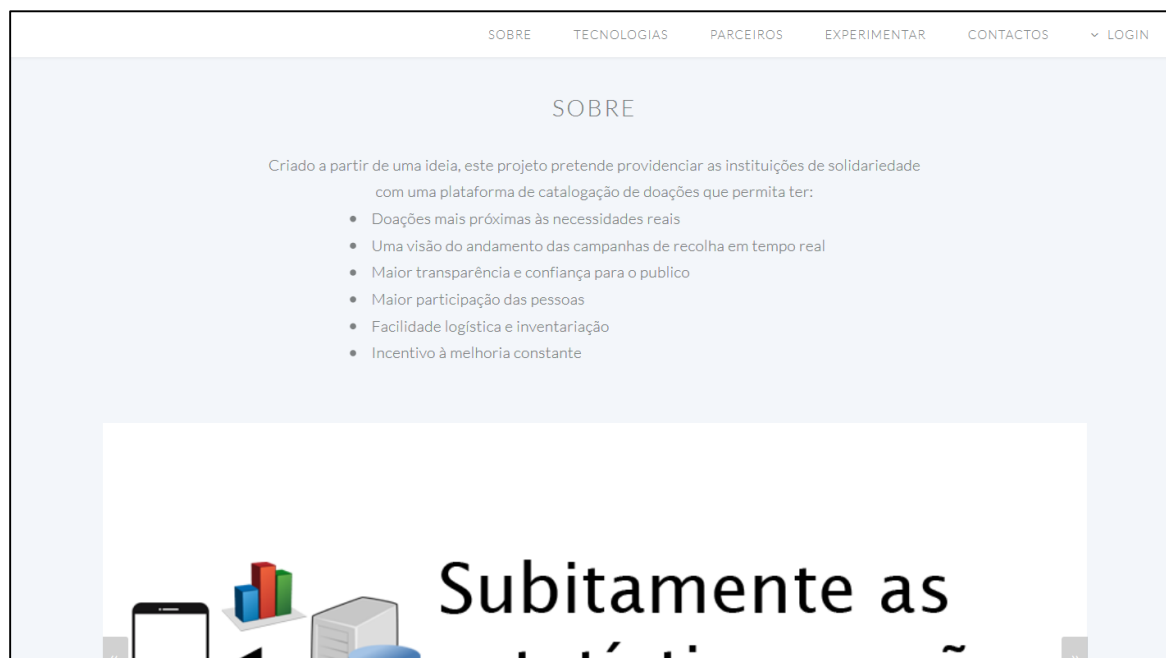 SOBRE TECNOLOGIAS PARCEIROS EXPERIMENTAR CONTACTOS LOGIN
SOBRE
Criado a partir de uma ideia, este projeto pretende providenciar as instituições de solidariedade
com uma plataforma de catalogação de doações que permita ter:
• Doações mais próximas às necessidades reais
• Uma visão do andamento das campanhas de recolha em tempo real
• Maior transparência e confiança para o publico
• Maior participação das pessoas
• Facilidade logística e inventariação
• Incentivo à melhoria constante
Subitamente as